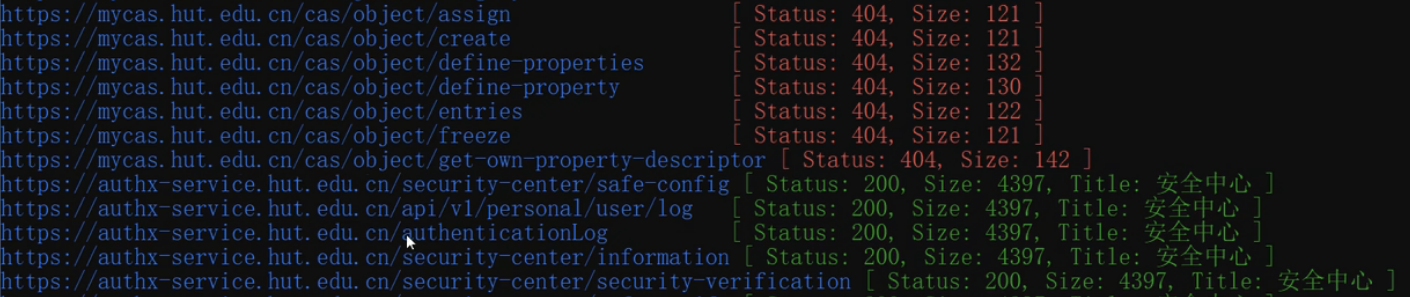 https://mycas.hut.edu.cn/cas/object/assign [ Status: 404, Size: 121 ]
https://mycas.hut.edu.cn/cas/object/create [ Status: 404, Size: 121 ]
https://mycas.hut.edu.cn/cas/object/define-properties [ Status: 404, Size: 132 ]
https://mycas.hut.edu.cn/cas/object/define-property [ Status: 404, Size: 130 ]
https://mycas.hut.edu.cn/cas/object/entries [ Status: 404, Size: 122 ]
https://mycas.hut.edu.cn/cas/object/freeze [ Status: 404, Size: 121 ]
https://mycas.hut.edu.cn/cas/object/get-own-property-descriptor [ Status: 404, Size: 142 ]
https://authx-service.hut.edu.cn/security-center/safe-config [ Status: 200, Size: 4397, Title: 安全中心 ]
https://authx-service.hut.edu.cn/api/v1/personal/user/log [ Status: 200, Size: 4397, Title: 安全中心 ]
https://authx-service.hut.edu.cn/authenticationLog [ Status: 200, Size: 4397, Title: 安全中心 ]
https://authx-service.hut.edu.cn/security-center/information [ Status: 200, Size: 4397, Title: 安全中心 ]
https://authx-service.hut.edu.cn/security-center/security-verification [ Status: 200, Size: 4397, Title: 安全中心 ]